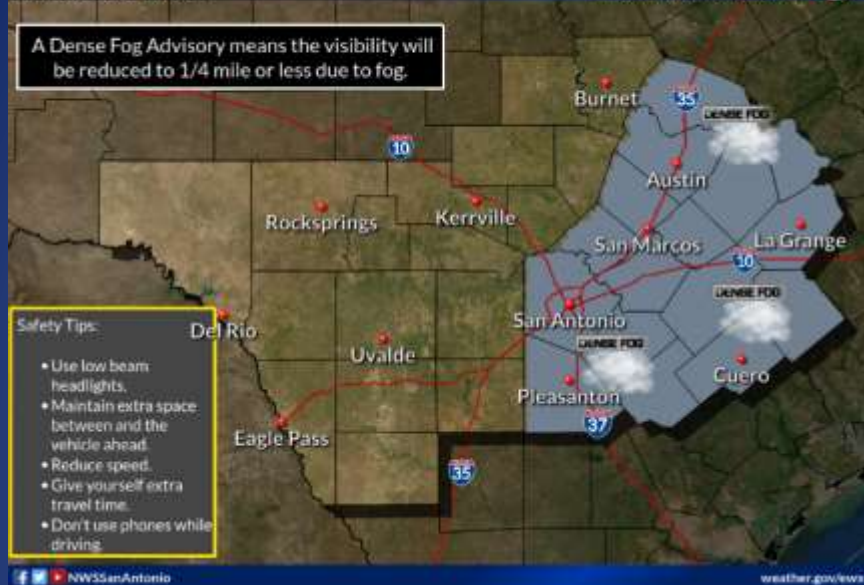 A Dense Fog Advisory means the visibility will
be reduced to 1/4 mile or less due to fog.
Burnet
35
DENSE FOG
10
Austin
Rocksprings
Kerrville
San Marcos
La Grange
10
DENSE FOG
San Antonio
Del Rio
Uvalde
DENSE FOG
Pleasanton
Cuero
37
Eagle Pass
35
Safety Tips:
• Use low beam
headlights.
• Maintain extra space
between and the
vehicle ahead.
• Reduce speed.
• Give yourself extra
travel time.
• Don't use phones while
driving.
NWSSanAntonio
weather.gov/ewx